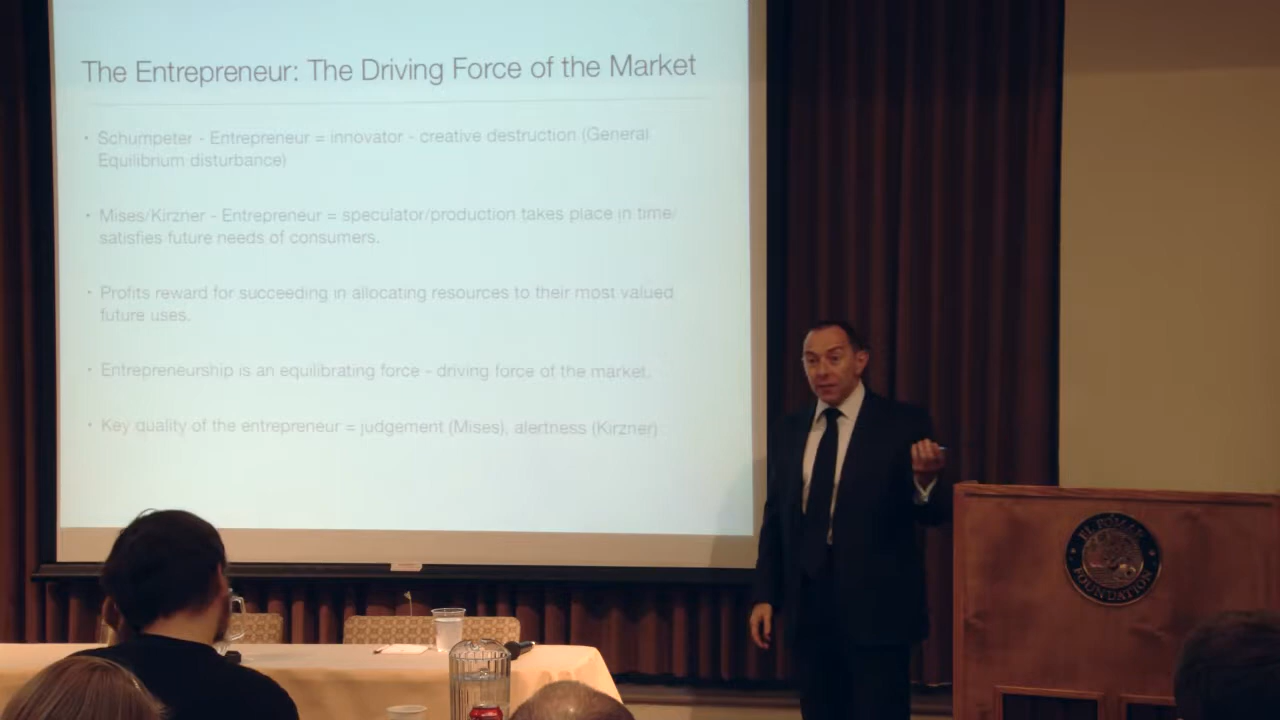 The Entrepreneur: The Driving Force of the Market
• Schumpeter - Entrepreneur = innovator - creative destruction (General
Equilibrium disturbance)
• Mises/Kirzner - Entrepreneur = speculator/production takes place in time/
satisfies future needs of consumers.
• Profits reward for succeeding in allocating resources to their most valued
future uses.
• Entrepreneurship is an equilibrating force - driving force of the market.
• Key quality of the entrepreneur = judgement (Mises), alertness (Kirzner).
EL POMAR
FOUNDATION